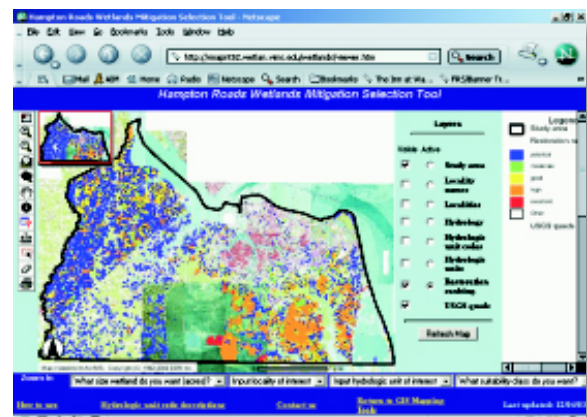 Hampton Roads Wetlands Mitigation Selection Tool - Netscape
File Edit View Go Bookmarks Tools Window Help
Search
Mail AIM Home Radio Netscape Search Bookmarks
Hampton Roads Wetlands Mitigation Selection Tool
Layers
Visible Active
Study area
Locality names
Localities
Hydrology
Hydrologic unit codes
Hydrologic units
Restoration ranking
USGS quads
Refresh Map
Legend
Study area
Restoration
good
high
Other
USGS quads
Zoom to
What size wetland do you want (acres)?
Input locality of interest
Input hydrologic unit of interest
What suitability class do you want?
How to use
Hydrologic unit code descriptions
Contact us
Return to GIS Mapping Tools
Last updated: